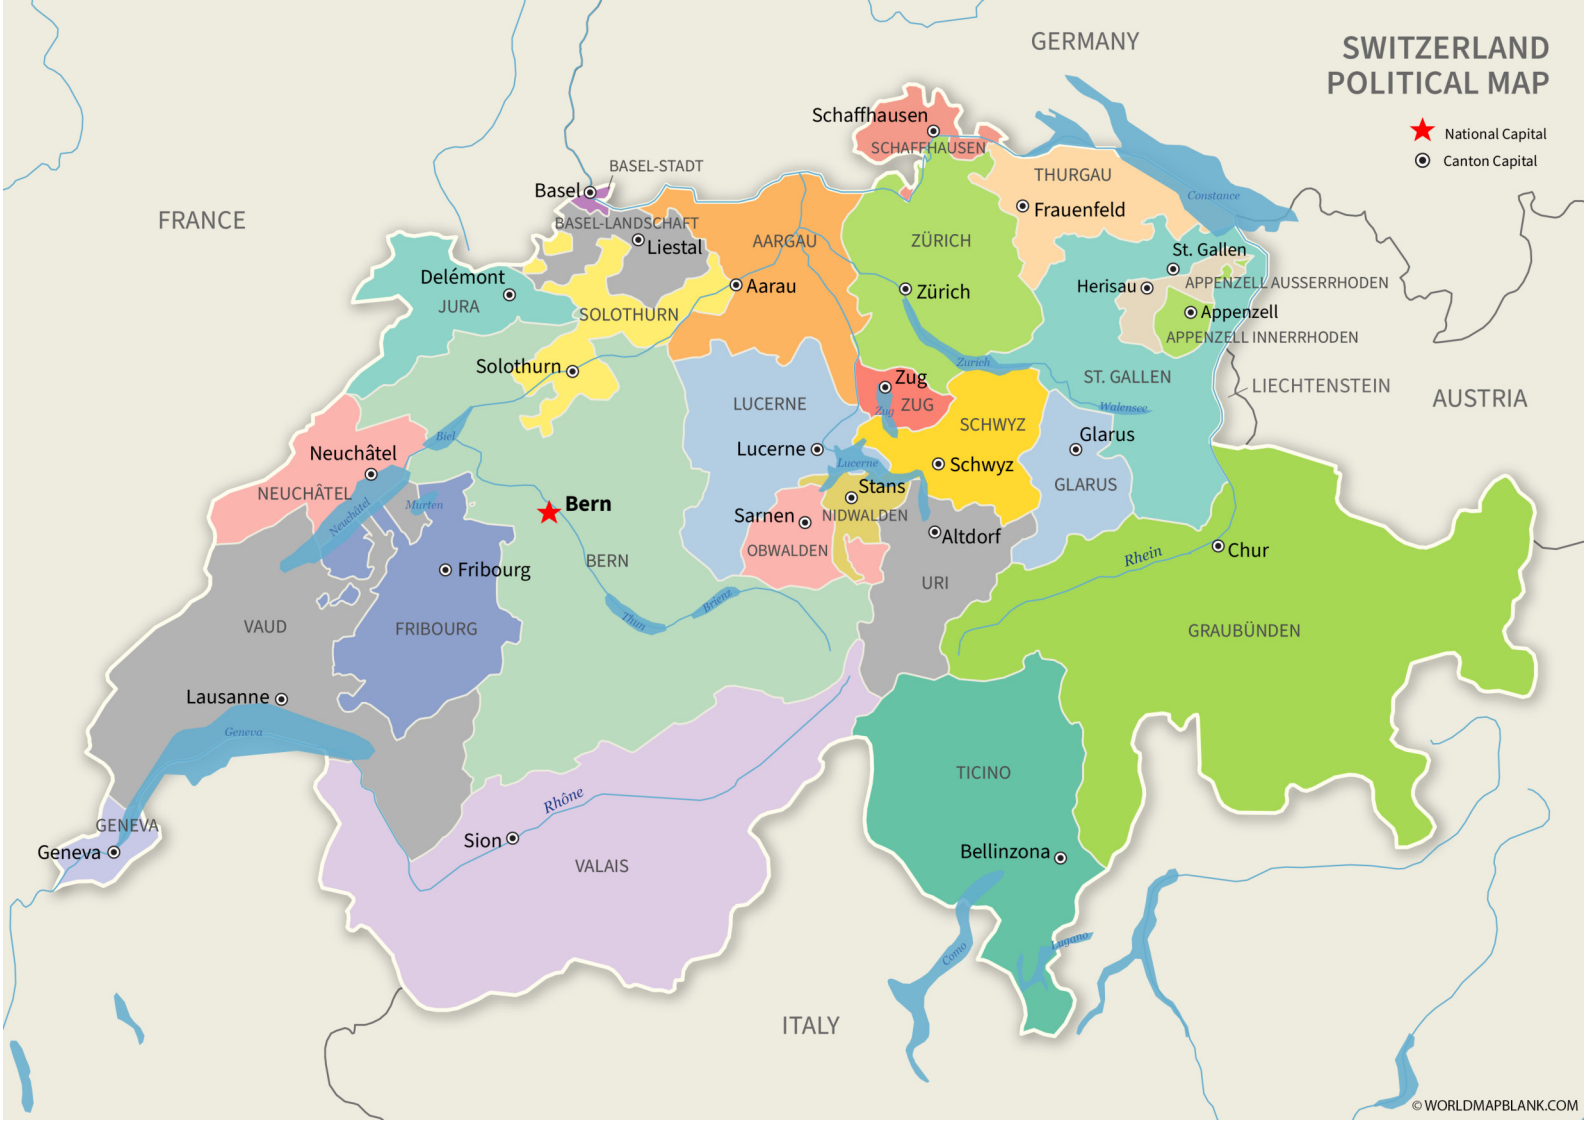 GERMANY
SWITZERLAND
POLITICAL MAP
National Capital
Canton Capital
Schaffhausen
SCHAFFHAUSEN
BASEL-STADT
Basel
THURGAU
Constance
FRANCE
BASEL-LANDSCHAFT
Liestal
AARGAU
ZÜRICH
Frauenfeld
St. Gallen
Delémont
JURA
Aarau
Zürich
Herisau
APPENZELL AUSSERRHODEN
SOLOTHURN
Appenzell
APPENZELL INNERRHODEN
Solothurn
Zurich
ST. GALLEN
LIECHTENSTEIN
AUSTRIA
Zug
Zug
ZUG
LUCERNE
Walensee
SCHWYZ
Biel
Neuchâtel
Lucerne
Lucerne
Schwyz
Glarus
GLARUS
NEUCHÂTEL
Neuchâtel
Murten
Bern
Stans
Sarnen
NIDWALDEN
Altdorf
OBWALDEN
BERN
Fribourg
Rhein
Chur
URI
Thun
Brienz
VAUD
FRIBOURG
GRAUBÜNDEN
Lausanne
Geneva
TICINO
Rhône
GENEVA
Geneva
Sion
VALAIS
Bellinzona
Como
Lugano
ITALY
© WORLDMAPBLANK.COM